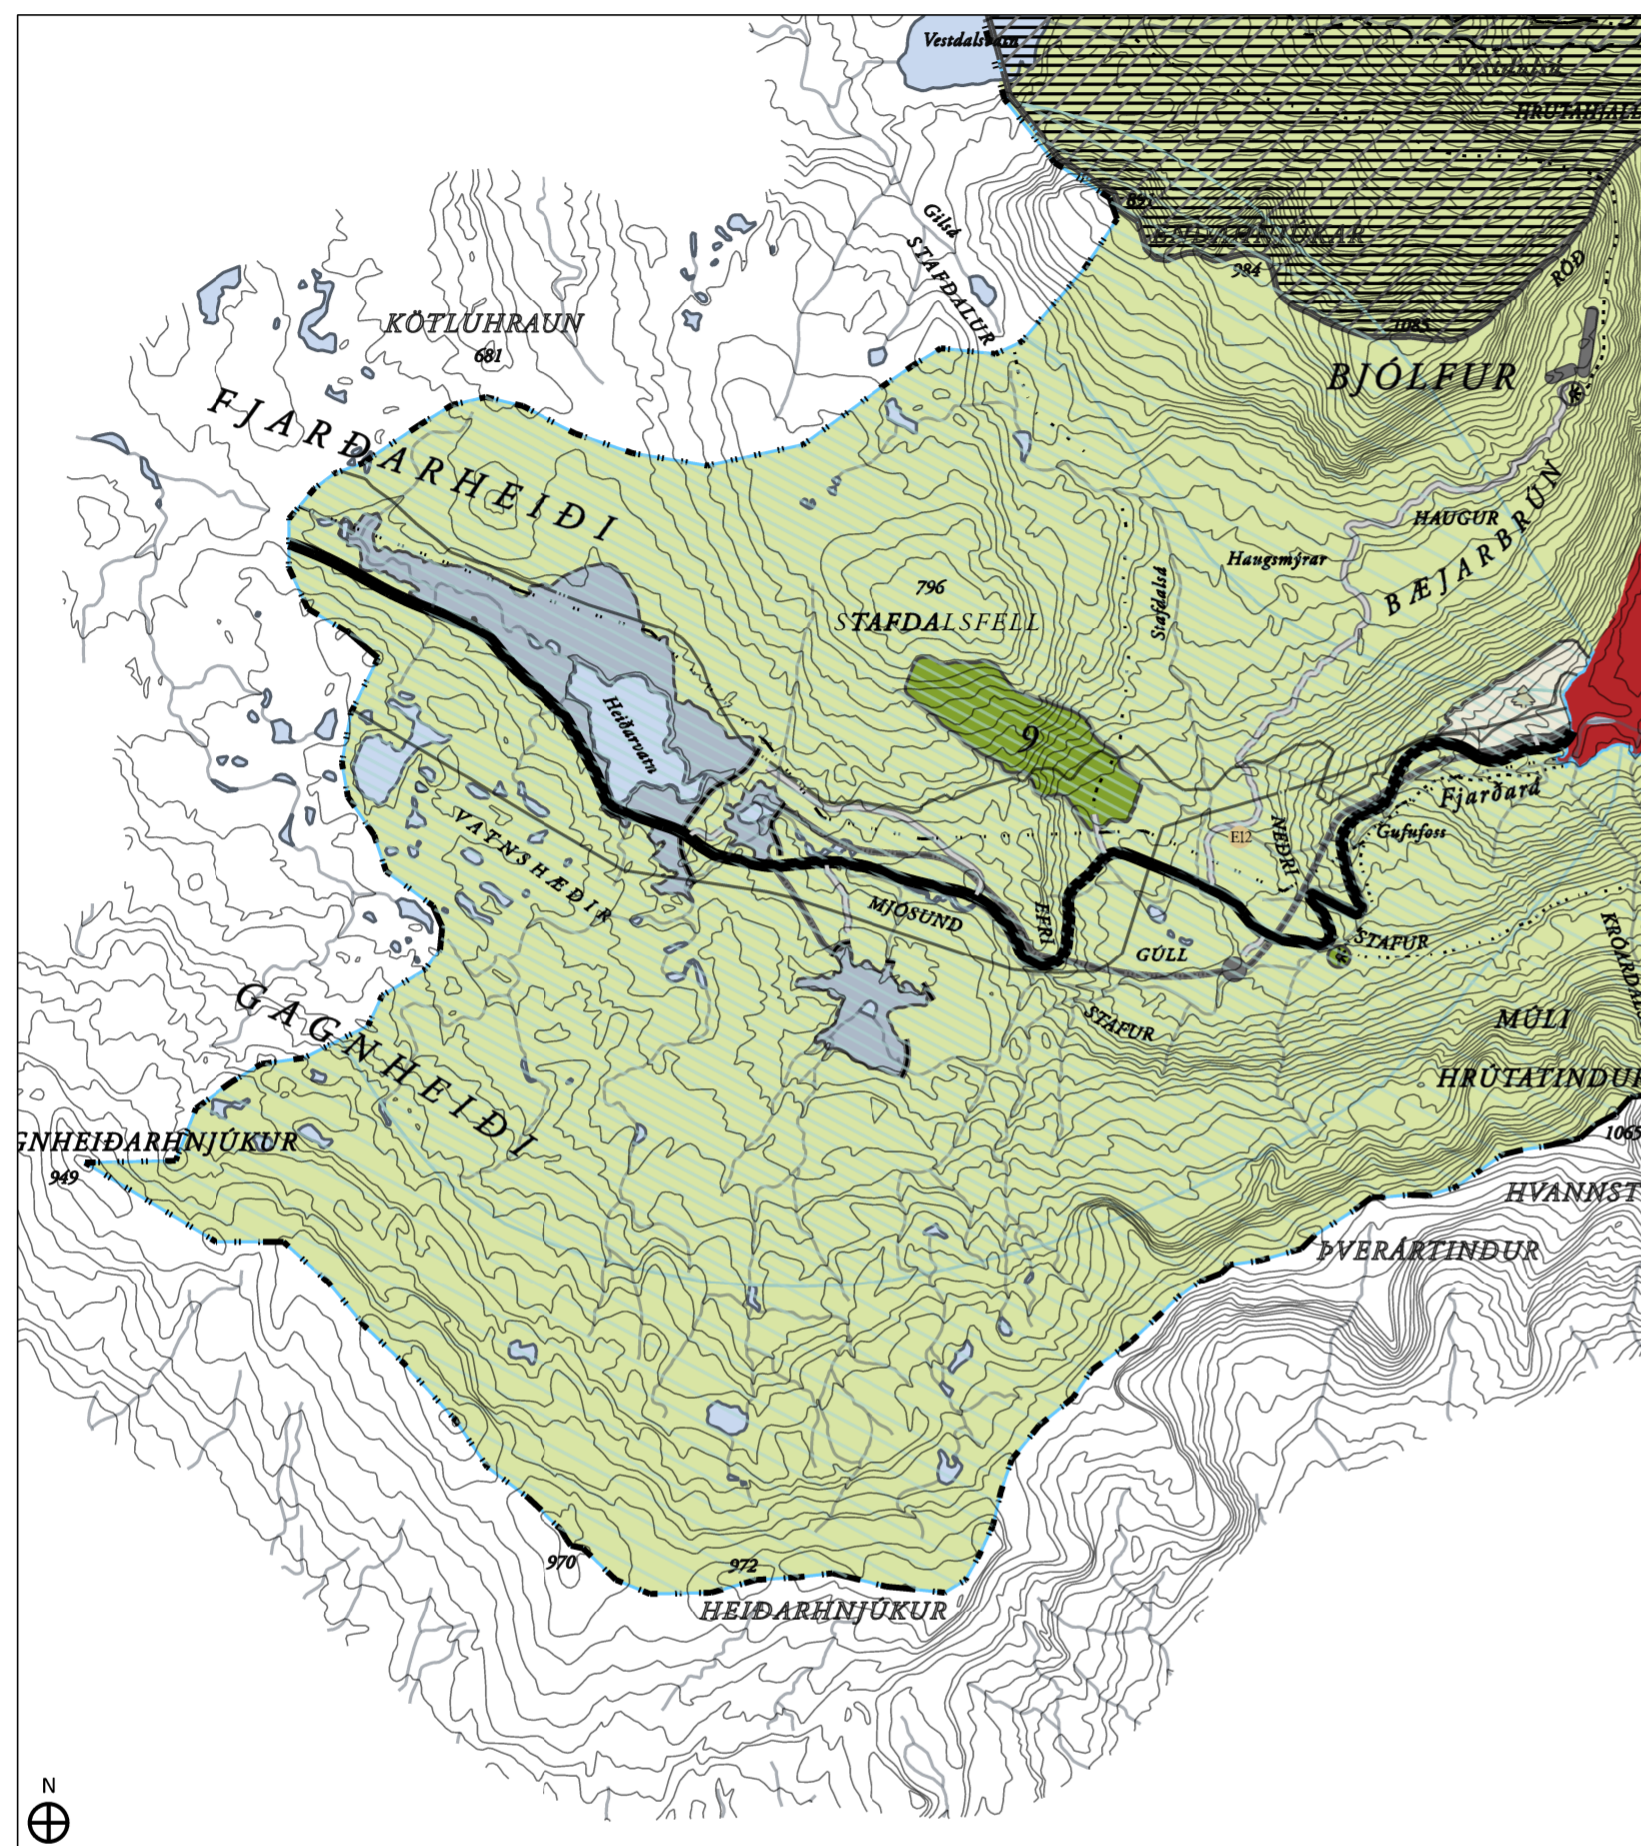 Vestdalsvatn
Vestdalsá
HRÚTAHJALL
Gilsá
STAFDALUR
984
RÖÐ
1085
KÖTLUHRAUN
681
BJÓLFUR
FJARÐARHEIÐI
HAUGUR
BÆJARBRÚN
Haugsmýrar
Stafdalsá
796
STAFDALSFELL
9
Heiðarvatn
Fjarðará
Gufufoss
E12
NEÐRI
VATNSHÆÐIR
MJÓSUND
EFRI
GÚLL
STAFUR
STAFUR
GAGNHEIÐI
MÚLI
HRÚTATINDUR
1065
GNHEIÐARHNJÚKUR
949
HVANNST
ÞVERÁRTINDUR
970
972
HEIÐARHNJÚKUR
N